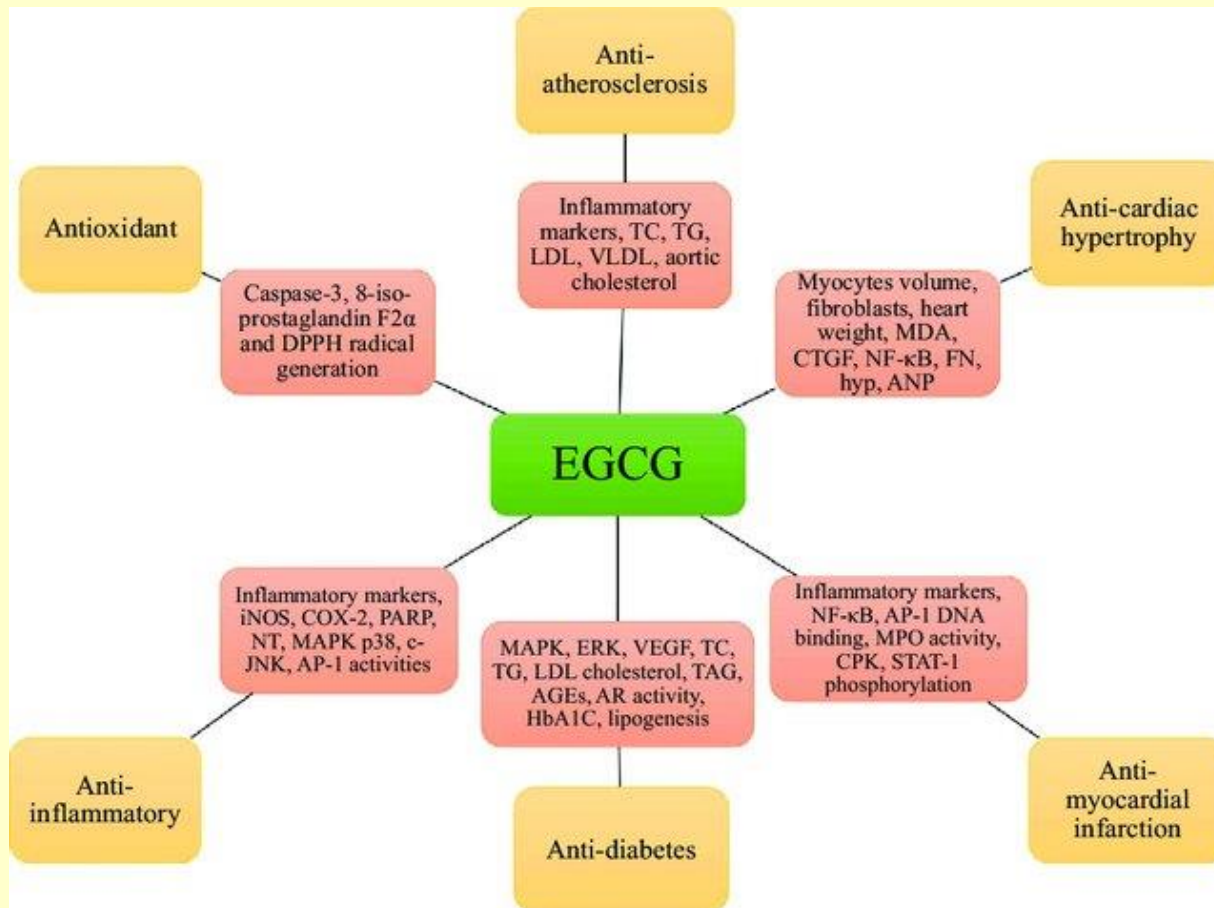 Anti-
atherosclerosis
Inflammatory
markers, TC, TG,
LDL, VLDL, aortic
cholesterol
Anti-cardiac
hypertrophy
Myocytes volume,
fibroblasts, heart
weight, MDA,
CTGF, NF-κB, FN,
hyp, ANP
Antioxidant
Caspase-3, 8-iso-
prostaglandin F2α
and DPPH radical
generation
EGCG
Inflammatory markers,
iNOS, COX-2, PARP,
NT, MAPK p38, c-
JNK, AP-1 activities
Anti-
inflammatory
MAPK, ERK, VEGF, TC,
TG, LDL cholesterol, TAG,
AGEs, AR activity,
HbA1C, lipogenesis
Anti-diabetes
Inflammatory markers,
NF-κB, AP-1 DNA
binding, MPO activity,
CPK, STAT-1
phosphorylation
Anti-
myocardial
infarction